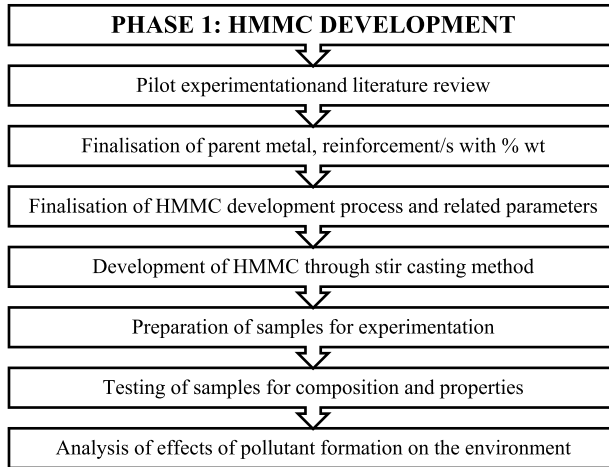 PHASE 1: HMMC DEVELOPMENT
Pilot experimentationand literature review
Finalisation of parent metal, reinforcement/s with % wt
Finalisation of HMMC development process and related parameters
Development of HMMC through stir casting method
Preparation of samples for experimentation
Testing of samples for composition and properties
Analysis of effects of pollutant formation on the environment